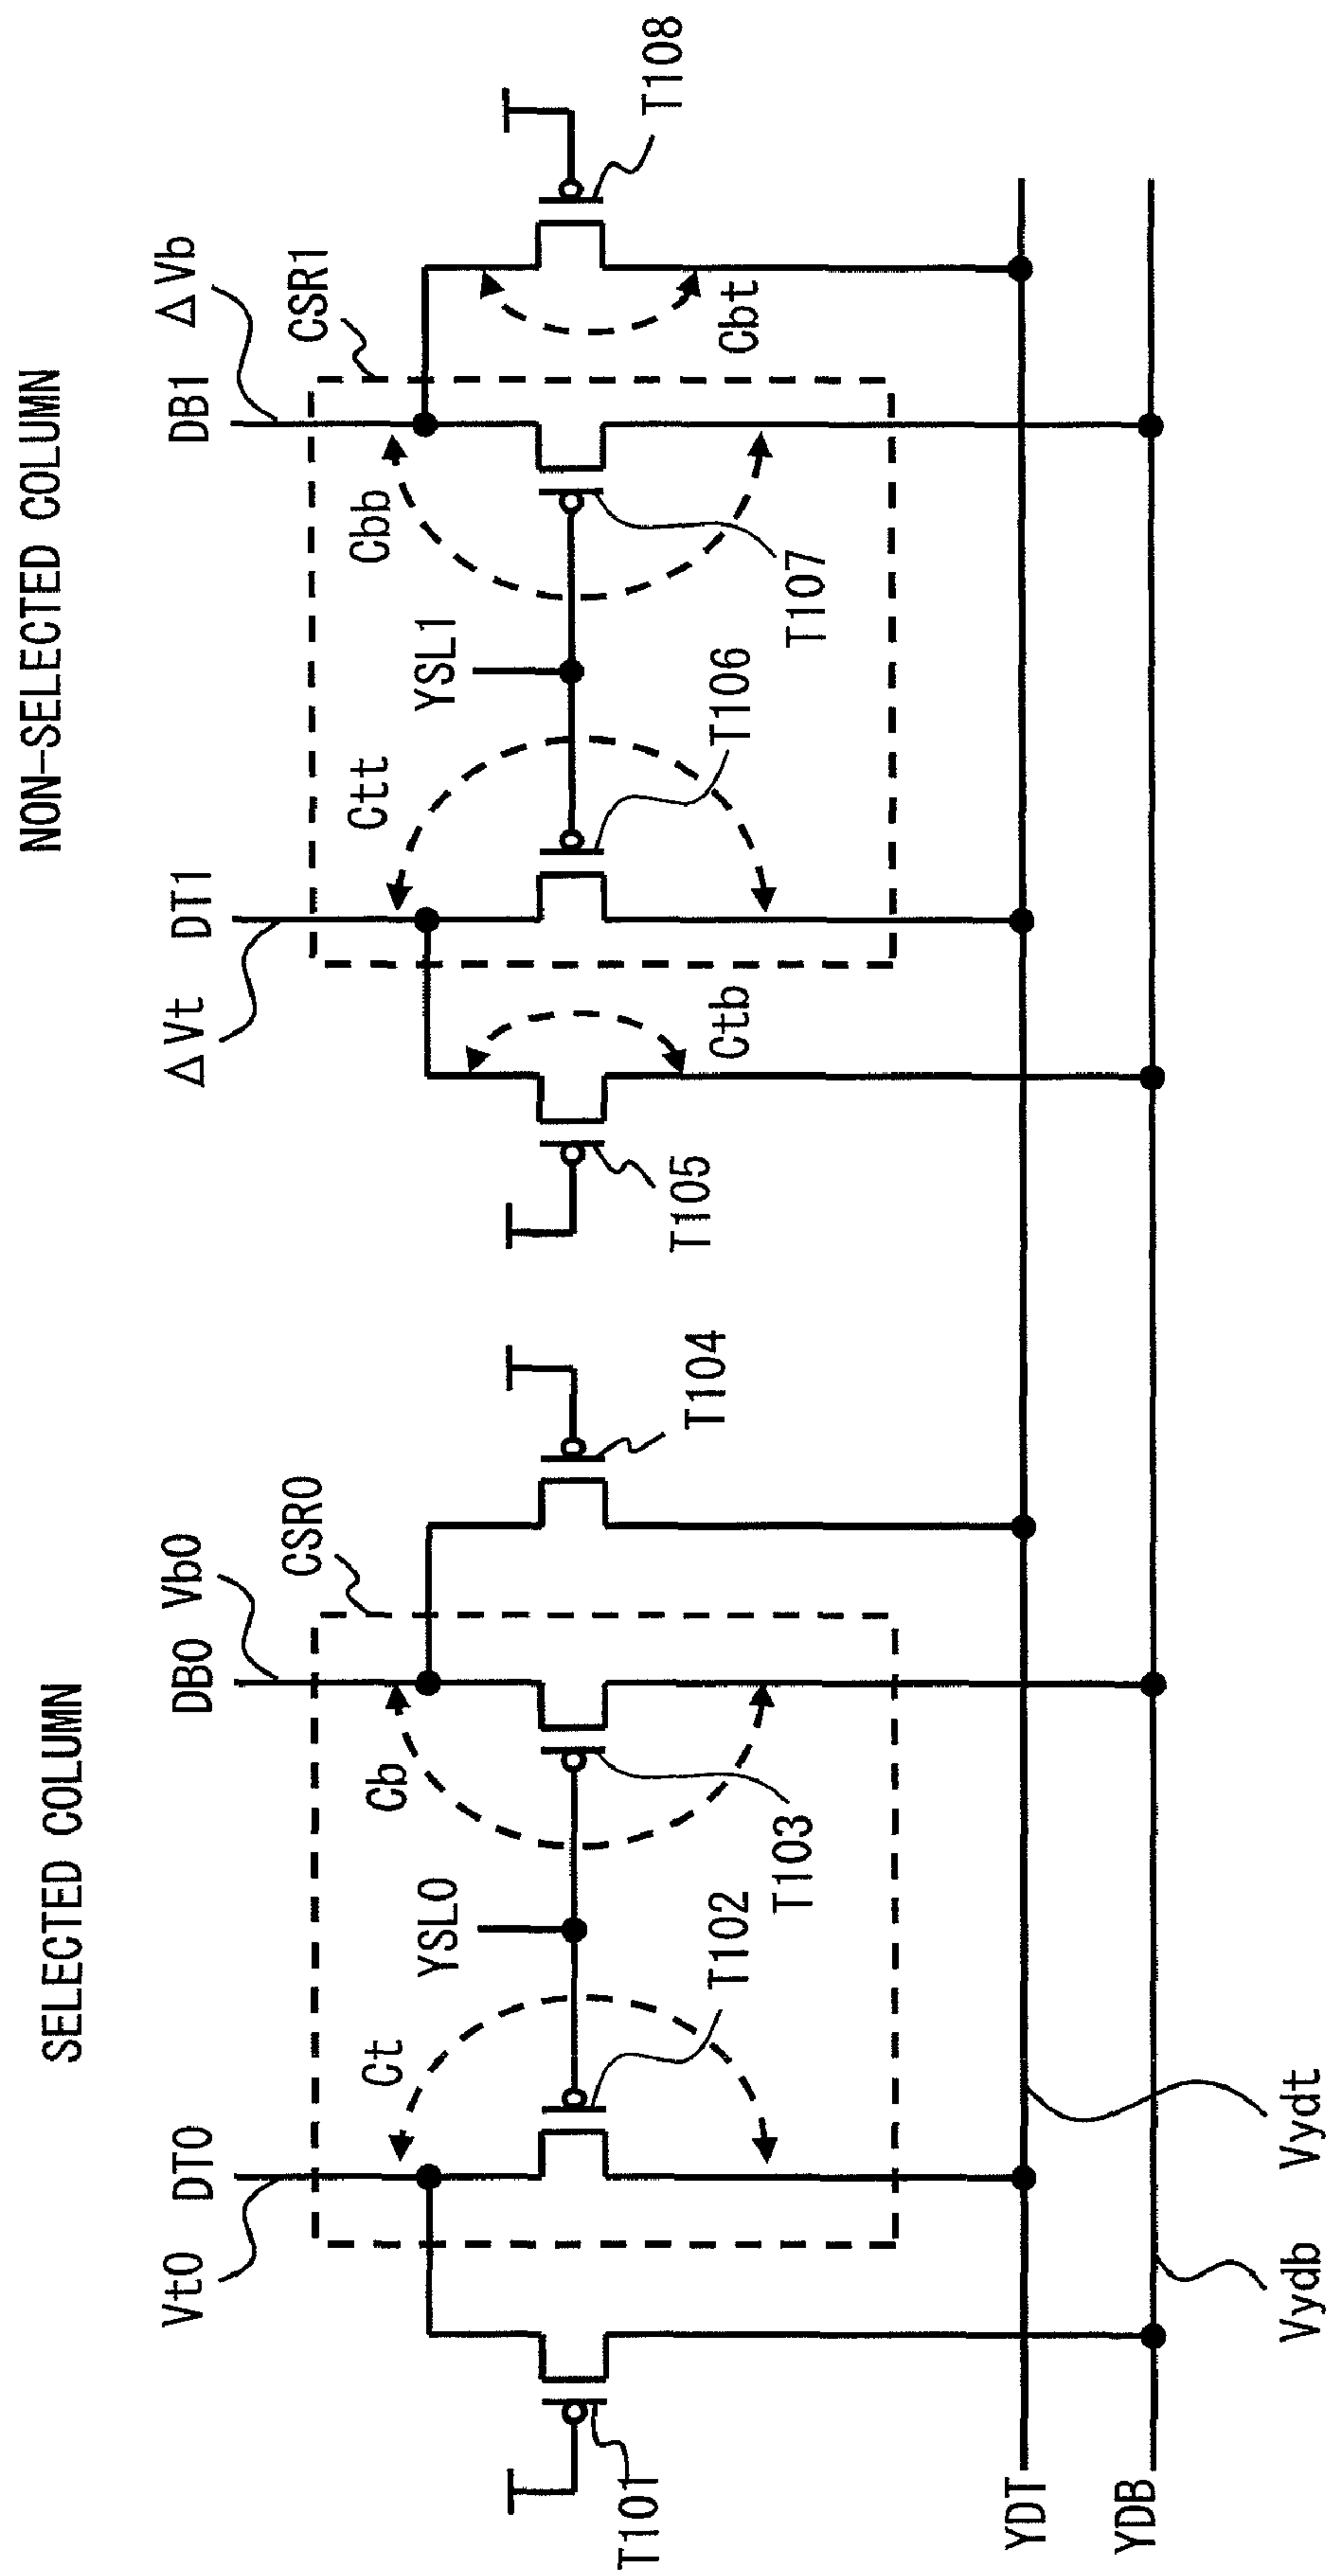 SELECTED COLUMN
NON-SELECTED COLUMN
Vt0
DT0
DB0
Vb0
ΔVt
DT1
DB1
ΔVb
CSR0
CSR1
Ct
Cb
Ctt
Cbb
YSL0
YSL1
T101
T102
T103
T104
T105
Ctb
T106
T107
Cbt
T108
YDT
YDB
Vydb
Vydt